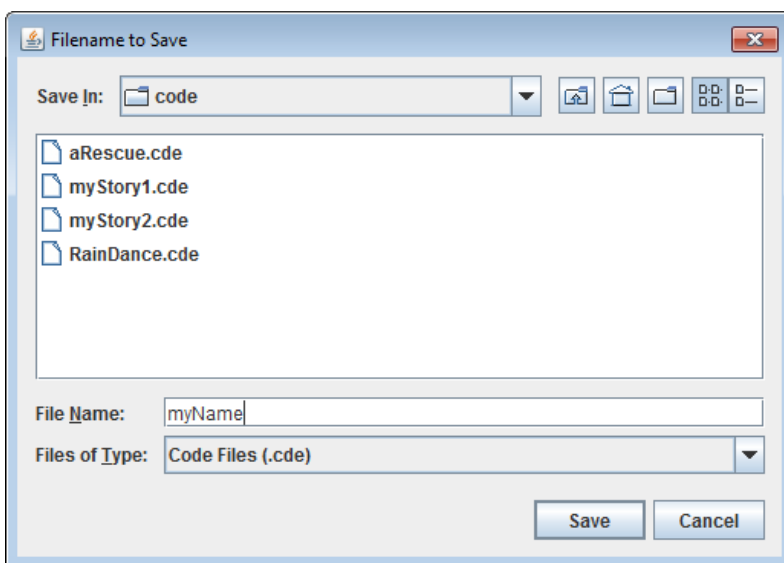 Filename to Save
Save In: code
aRescue.cde
myStory1.cde
myStory2.cde
RainDance.cde
File Name: myName
Files of Type: Code Files (.cde)
Save Cancel